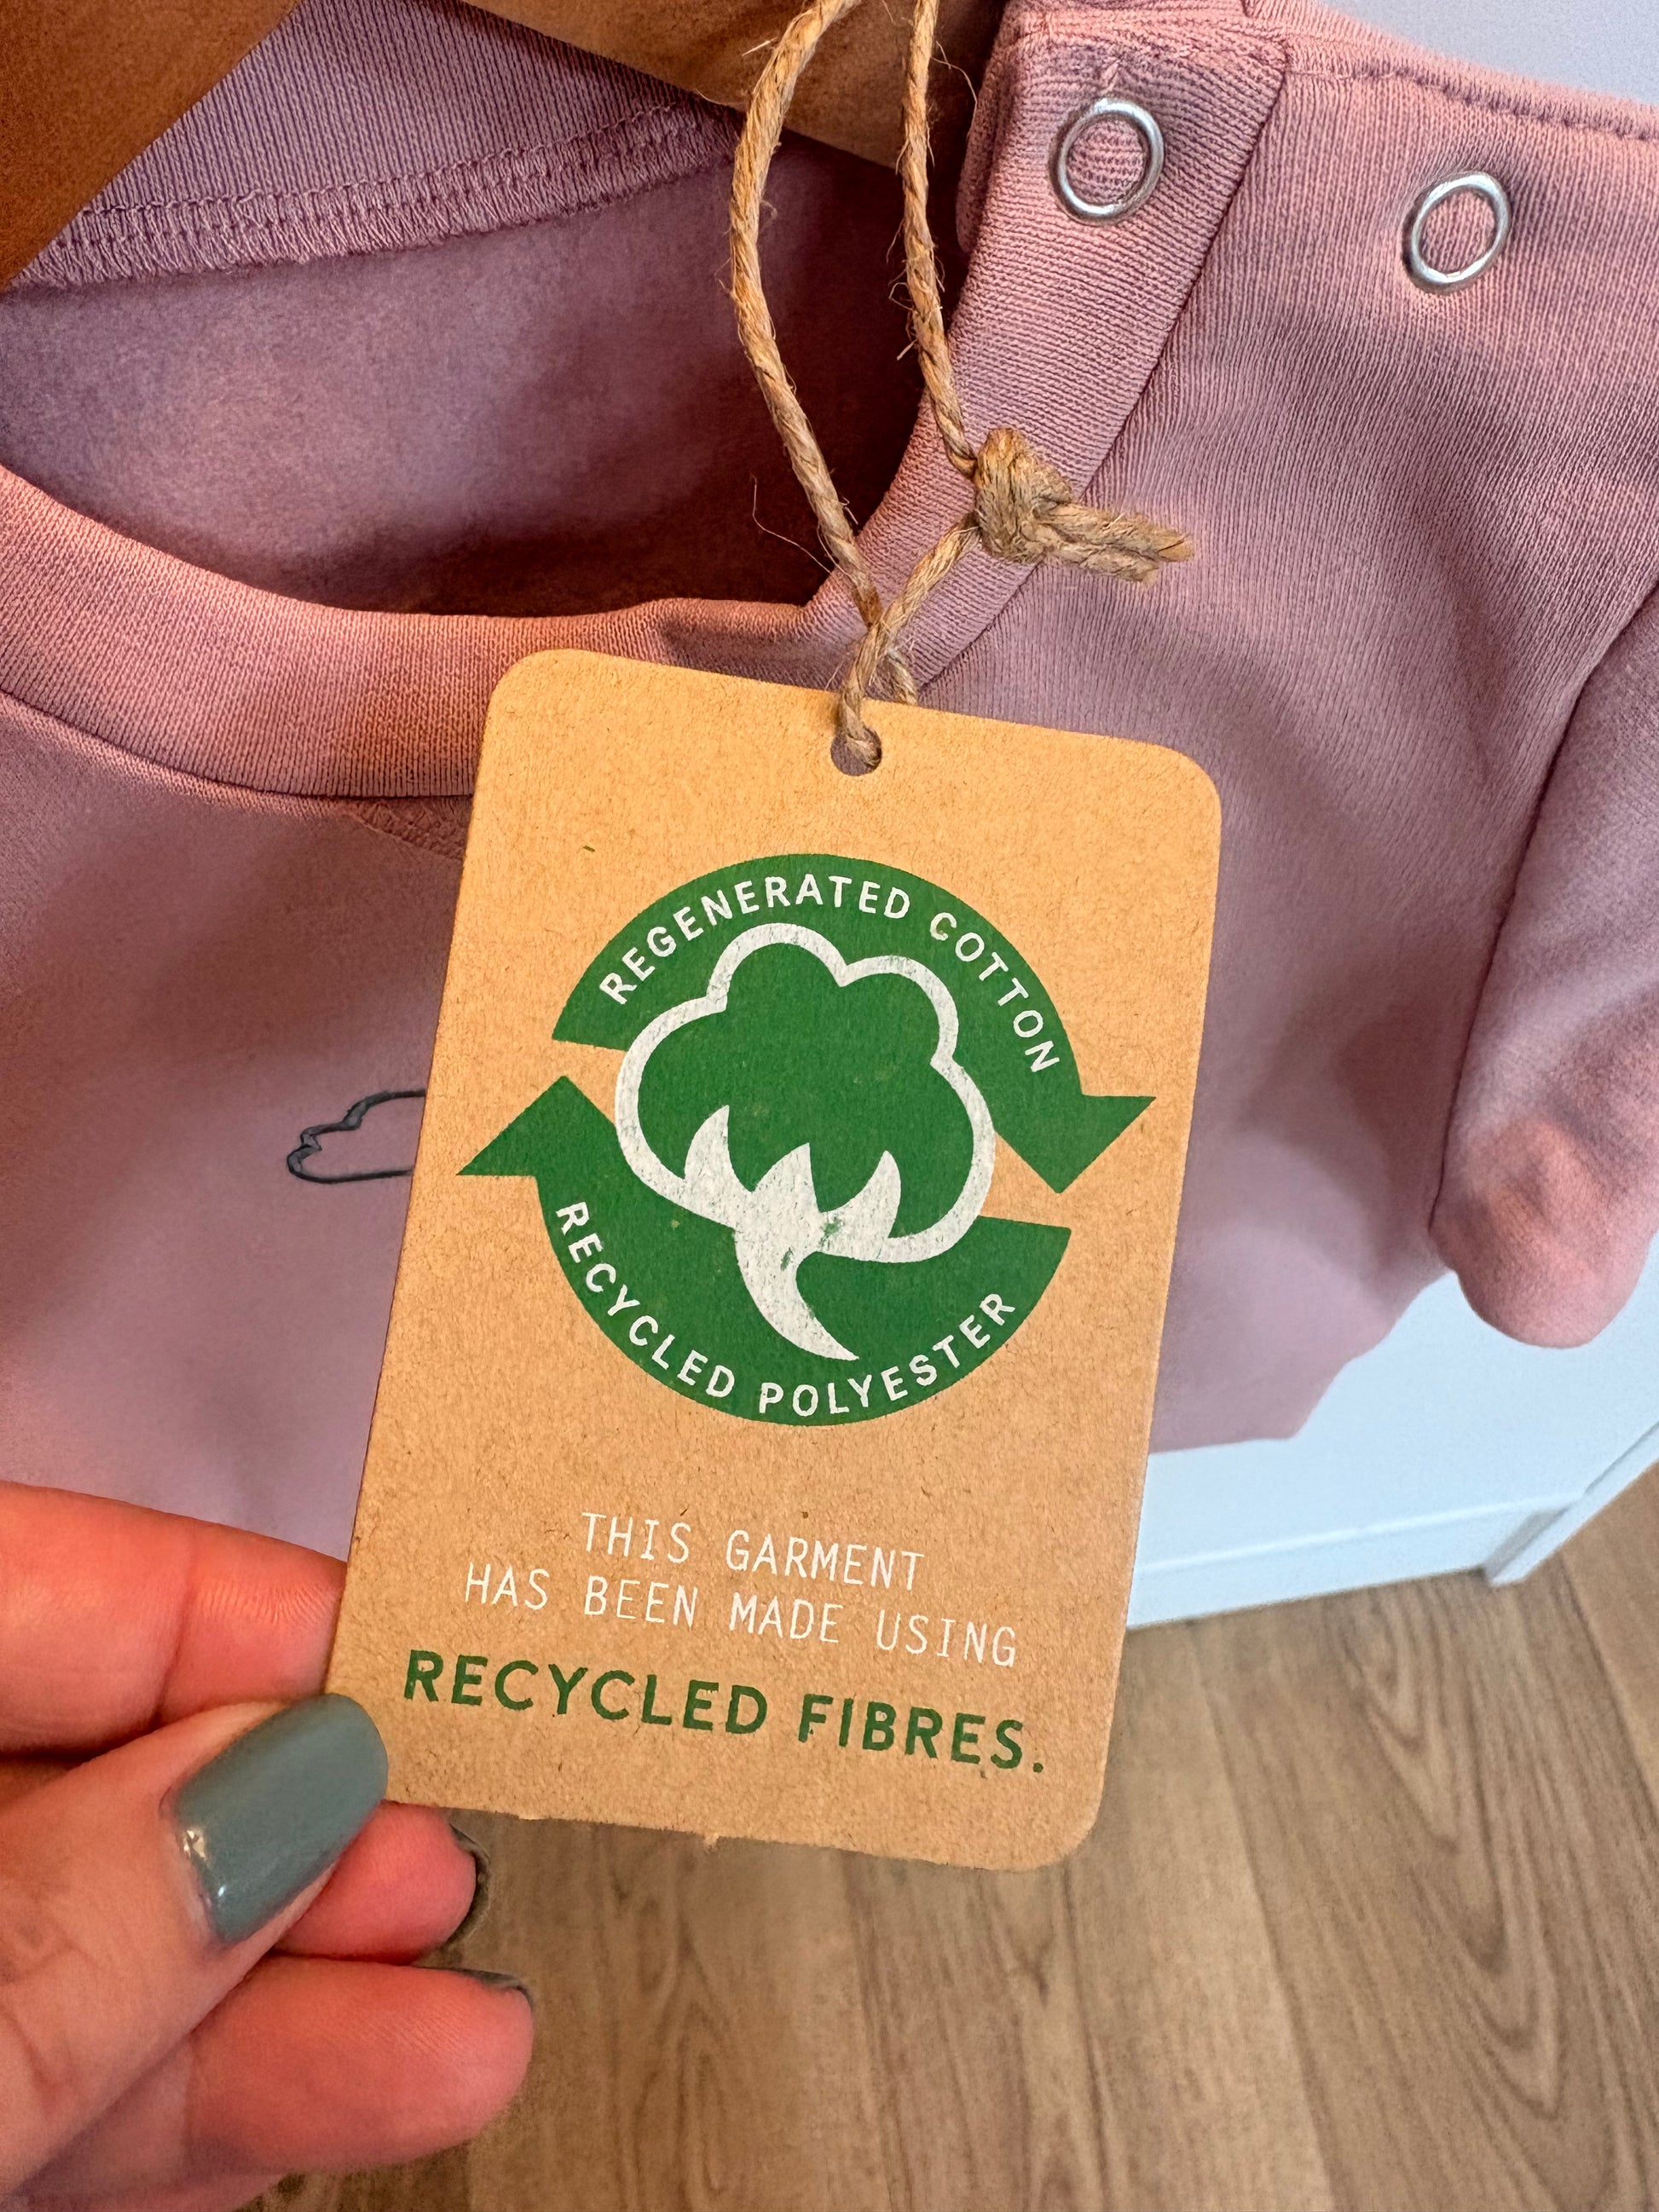 REGENERATED COTTON
RECYCLED POLYESTER
THIS GARMENT
HAS BEEN MADE USING
RECYCLED FIBRES.